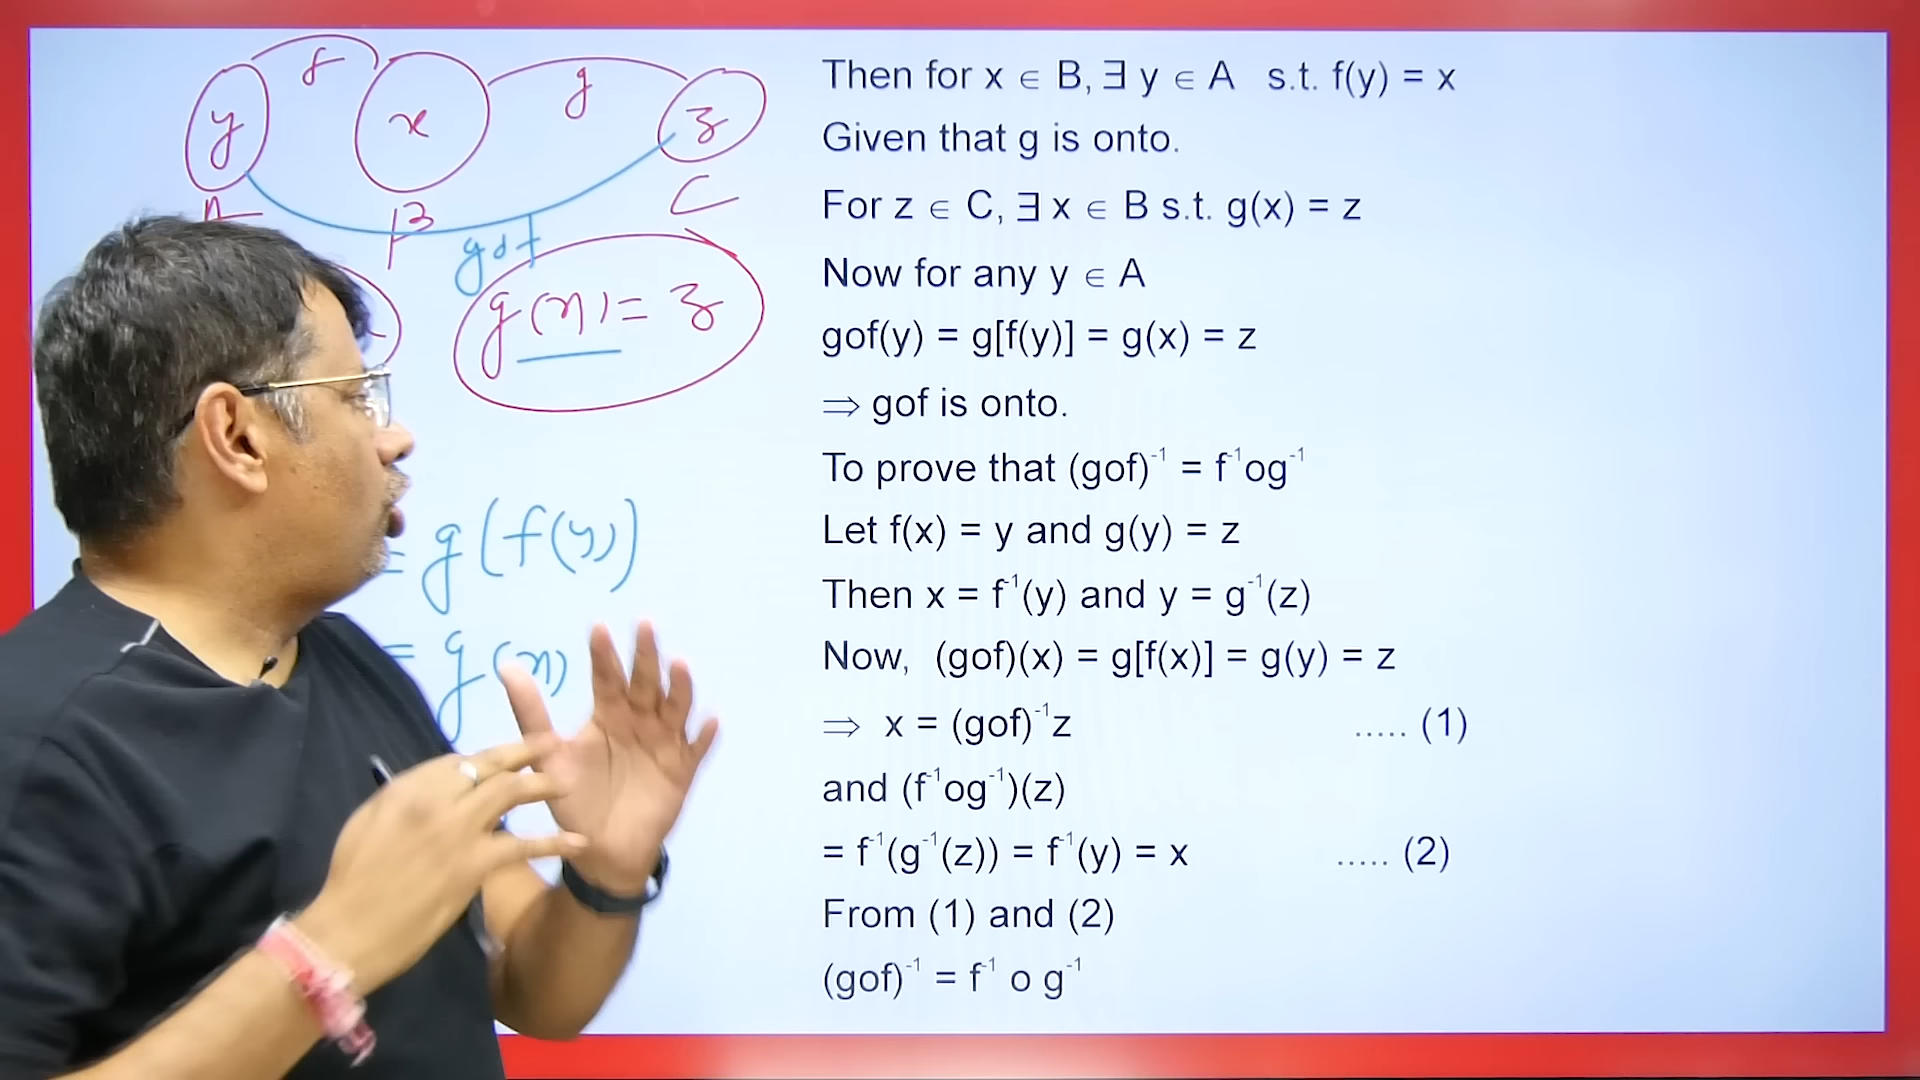 f
g
y
x
z
A
B
C
gof
g(x) = z
= g(f(y))
= g(x)
Then for x ∈ B, ∃ y ∈ A s.t. f(y) = x
Given that g is onto.
For z ∈ C, ∃ x ∈ B s.t. g(x) = z
Now for any y ∈ A
gof(y) = g[f(y)] = g(x) = z
⇒ gof is onto.
To prove that (gof)⁻¹ = f⁻¹og⁻¹
Let f(x) = y and g(y) = z
Then x = f⁻¹(y) and y = g⁻¹(z)
Now, (gof)(x) = g[f(x)] = g(y) = z
⇒ x = (gof)⁻¹z ..... (1)
and (f⁻¹og⁻¹)(z)
= f⁻¹(g⁻¹(z)) = f⁻¹(y) = x ..... (2)
From (1) and (2)
(gof)⁻¹ = f⁻¹ o g⁻¹